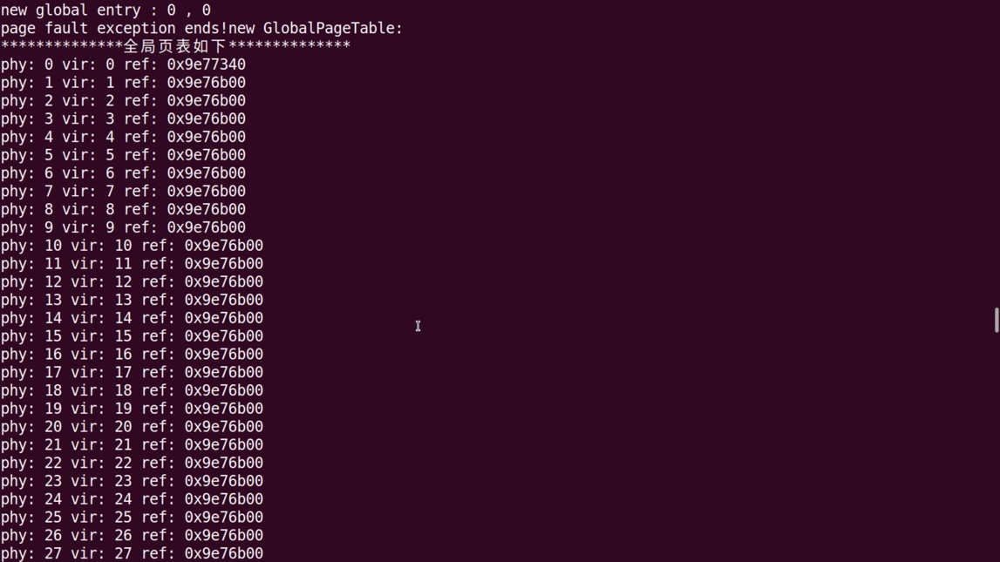 new global entry : 0 , 0
page fault exception ends!new GlobalPageTable:
**************全局页表如下**************
phy: 0 vir: 0 ref: 0x9e77340
phy: 1 vir: 1 ref: 0x9e76b00
phy: 2 vir: 2 ref: 0x9e76b00
phy: 3 vir: 3 ref: 0x9e76b00
phy: 4 vir: 4 ref: 0x9e76b00
phy: 5 vir: 5 ref: 0x9e76b00
phy: 6 vir: 6 ref: 0x9e76b00
phy: 7 vir: 7 ref: 0x9e76b00
phy: 8 vir: 8 ref: 0x9e76b00
phy: 9 vir: 9 ref: 0x9e76b00
phy: 10 vir: 10 ref: 0x9e76b00
phy: 11 vir: 11 ref: 0x9e76b00
phy: 12 vir: 12 ref: 0x9e76b00
phy: 13 vir: 13 ref: 0x9e76b00
phy: 14 vir: 14 ref: 0x9e76b00
phy: 15 vir: 15 ref: 0x9e76b00
phy: 16 vir: 16 ref: 0x9e76b00
phy: 17 vir: 17 ref: 0x9e76b00
phy: 18 vir: 18 ref: 0x9e76b00
phy: 19 vir: 19 ref: 0x9e76b00
phy: 20 vir: 20 ref: 0x9e76b00
phy: 21 vir: 21 ref: 0x9e76b00
phy: 22 vir: 22 ref: 0x9e76b00
phy: 23 vir: 23 ref: 0x9e76b00
phy: 24 vir: 24 ref: 0x9e76b00
phy: 25 vir: 25 ref: 0x9e76b00
phy: 26 vir: 26 ref: 0x9e76b00
phy: 27 vir: 27 ref: 0x9e76b00